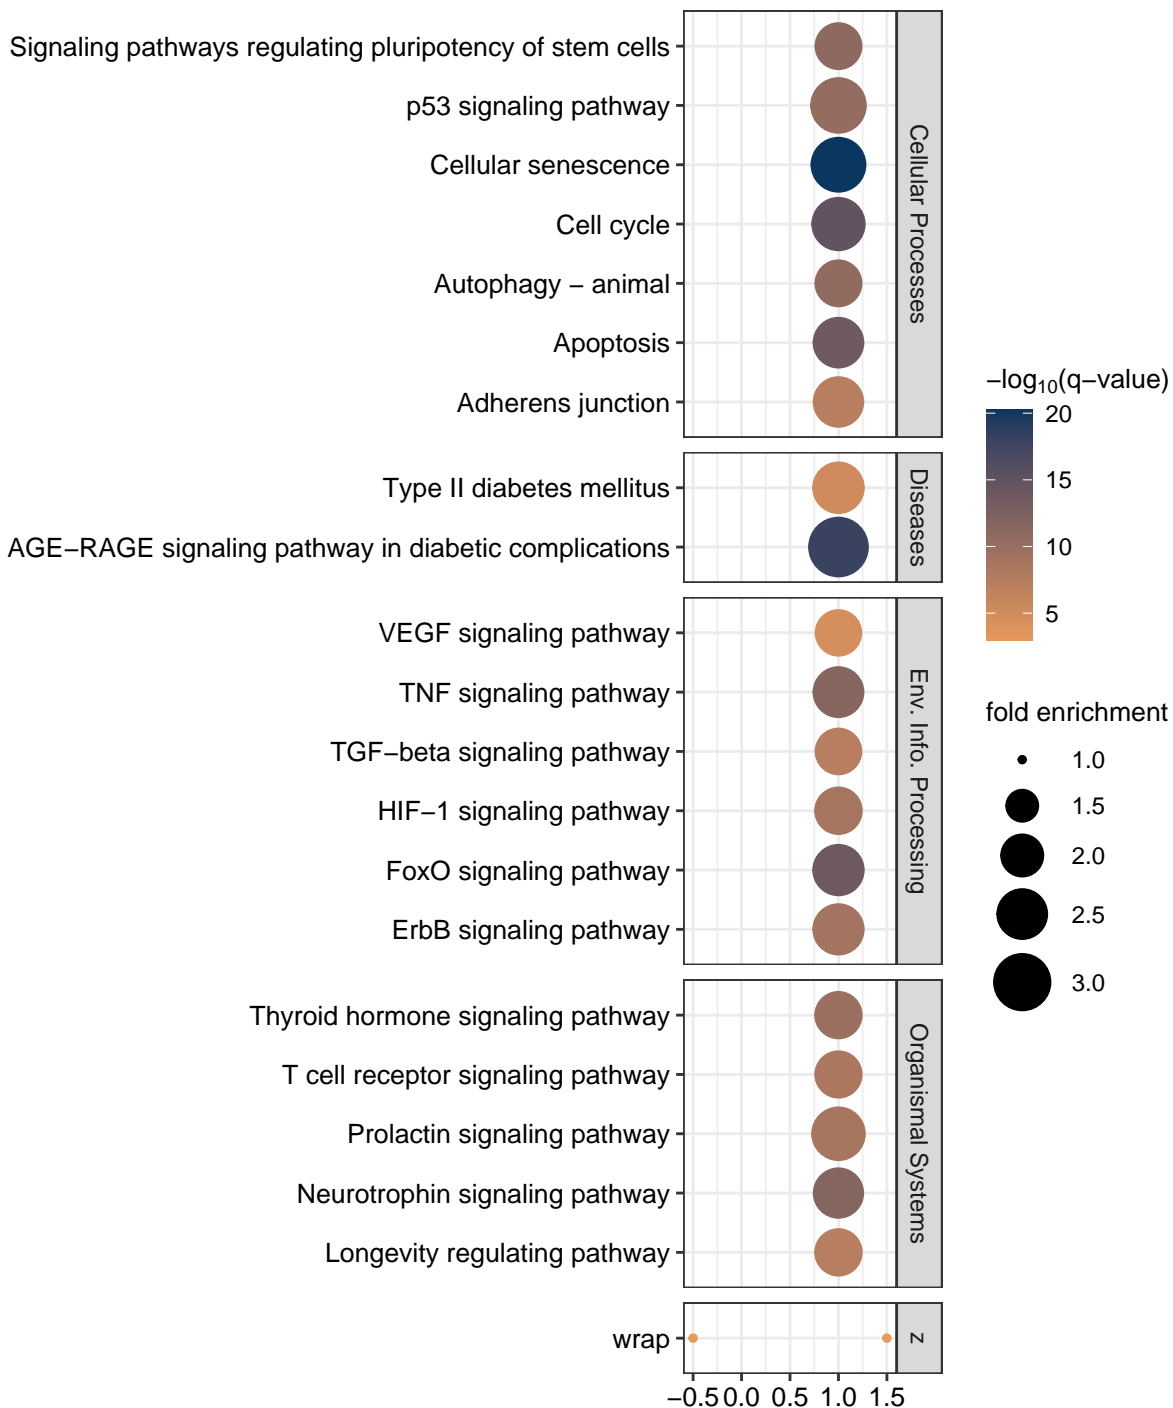 Signaling pathways regulating pluripotency of stem cells
p53 signaling pathway
Cellular senescence
Cell cycle
Autophagy − animal
Apoptosis
Adherens junction
Cellular Processes
Type II diabetes mellitus
AGE−RAGE signaling pathway in diabetic complications
Diseases
VEGF signaling pathway
TNF signaling pathway
TGF−beta signaling pathway
HIF−1 signaling pathway
FoxO signaling pathway
ErbB signaling pathway
Env. Info. Processing
Thyroid hormone signaling pathway
T cell receptor signaling pathway
Prolactin signaling pathway
Neurotrophin signaling pathway
Longevity regulating pathway
Organismal Systems
wrap
z
−0.5 0.0 0.5 1.0 1.5
−log₁₀(q−value)
20
15
10
5
fold enrichment
1.0
1.5
2.0
2.5
3.0